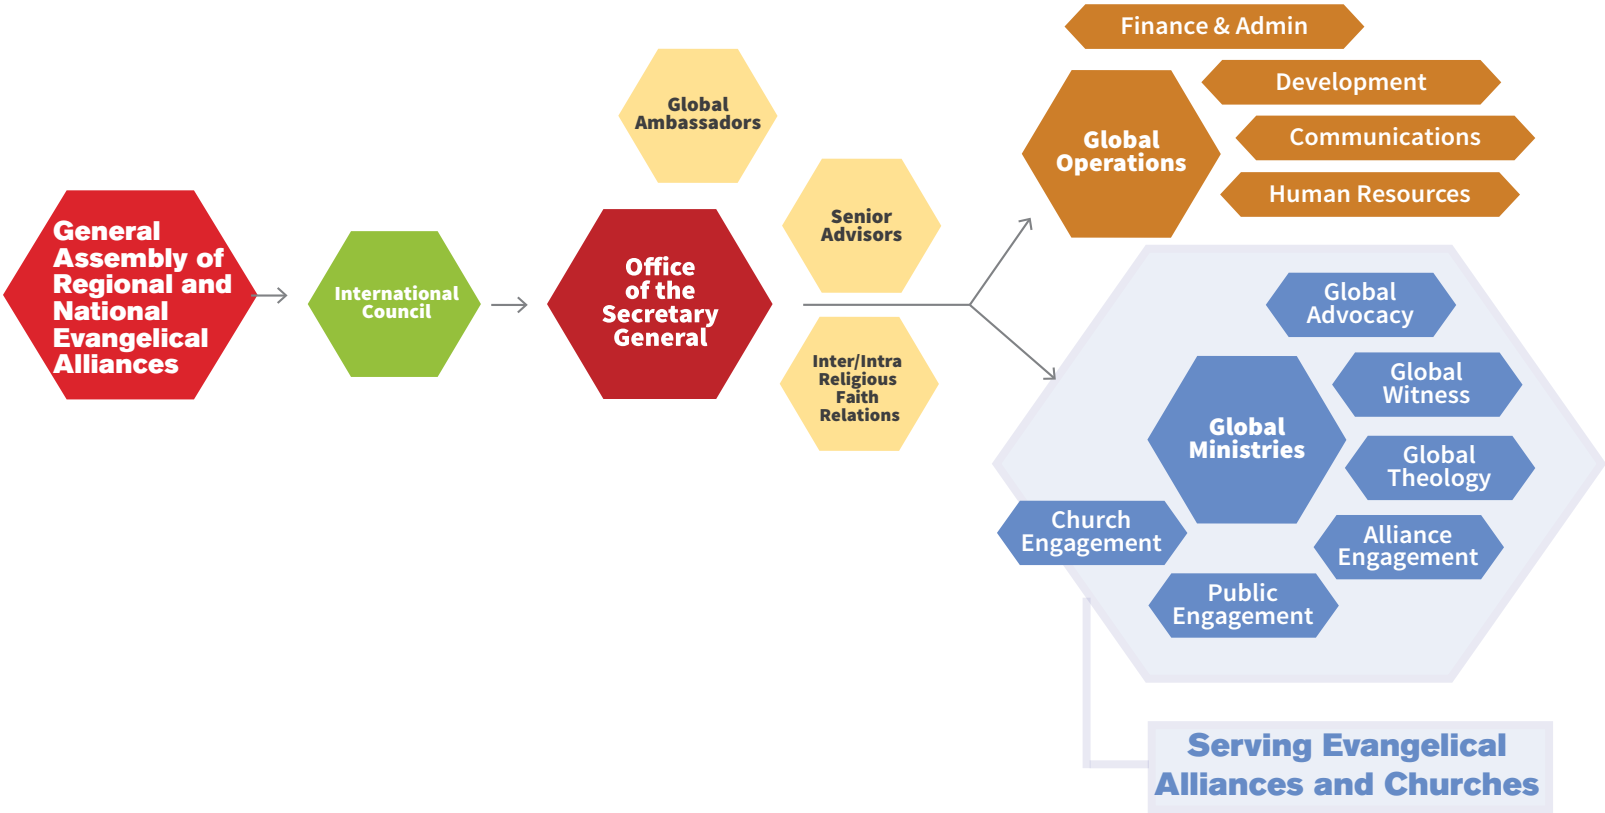 General
Assembly of
Regional and
National
Evangelical
Alliances
International
Council
Office
of the
Secretary
General
Global
Ambassadors
Senior
Advisors
Inter/Intra
Religious
Faith
Relations
Global
Operations
Finance & Admin
Development
Communications
Human Resources
Global
Ministries
Global
Advocacy
Global
Witness
Global
Theology
Alliance
Engagement
Public
Engagement
Church
Engagement
Serving Evangelical
Alliances and Churches